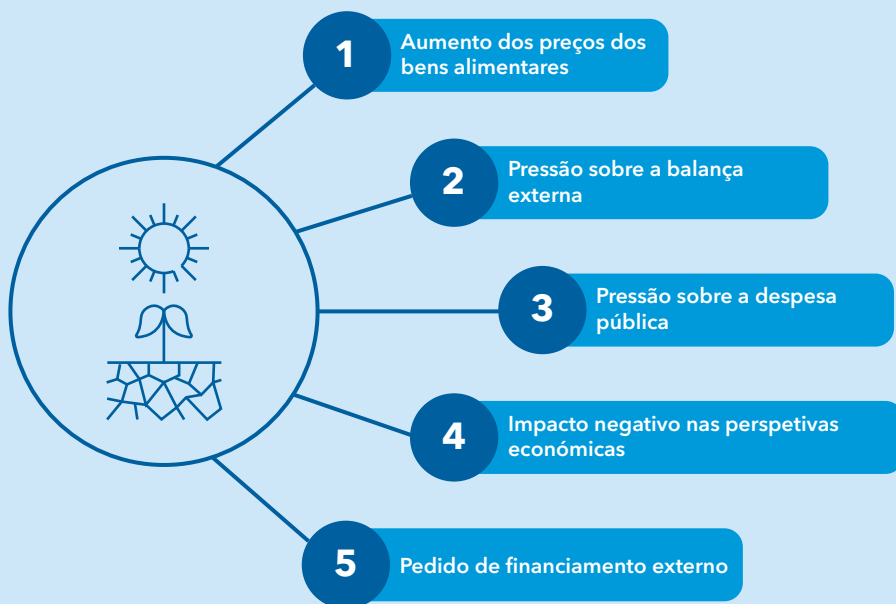 1
Aumento dos preços dos
bens alimentares
2
Pressão sobre a balança
externa
3
Pressão sobre a despesa
pública
4
Impacto negativo nas perspetivas
económicas
5
Pedido de financiamento externo